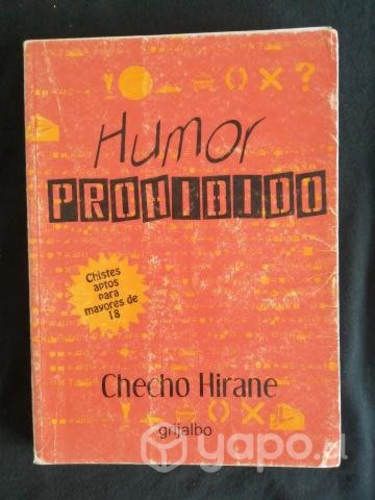 Humor
PROHIBIDO
Chistes
aptos
para
mayores de
18
Checho Hirane
grijalbo
yapo.cl